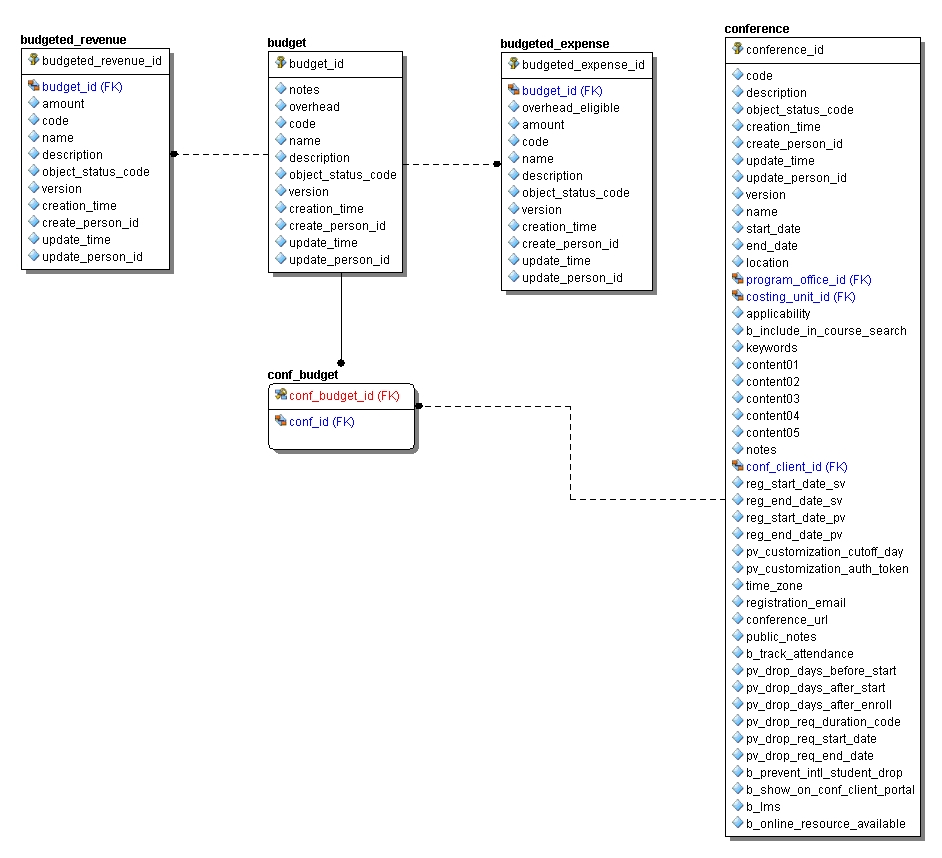 budgeted_revenue
budgeted_revenue_id
budget_id (FK)
amount
code
name
description
object_status_code
version
creation_time
create_person_id
update_time
update_person_id
budget
budget_id
notes
overhead
code
name
description
object_status_code
version
creation_time
create_person_id
update_time
update_person_id
budgeted_expense
budgeted_expense_id
budget_id (FK)
overhead_eligible
amount
code
name
description
object_status_code
version
creation_time
create_person_id
update_time
update_person_id
conf_budget
conf_budget_id (FK)
conf_id (FK)
conference
conference_id
code
description
object_status_code
creation_time
create_person_id
update_time
update_person_id
version
name
start_date
end_date
location
program_office_id (FK)
costing_unit_id (FK)
applicability
b_include_in_course_search
keywords
content01
content02
content03
content04
content05
notes
conf_client_id (FK)
reg_start_date_sv
reg_end_date_sv
reg_start_date_pv
reg_end_date_pv
pv_customization_cutoff_day
pv_customization_auth_token
time_zone
registration_email
conference_url
public_notes
b_track_attendance
pv_drop_days_before_start
pv_drop_days_after_start
pv_drop_days_after_enroll
pv_drop_req_duration_code
pv_drop_req_start_date
pv_drop_req_end_date
b_prevent_intl_student_drop
b_show_on_conf_client_portal
b_lms
b_online_resource_available